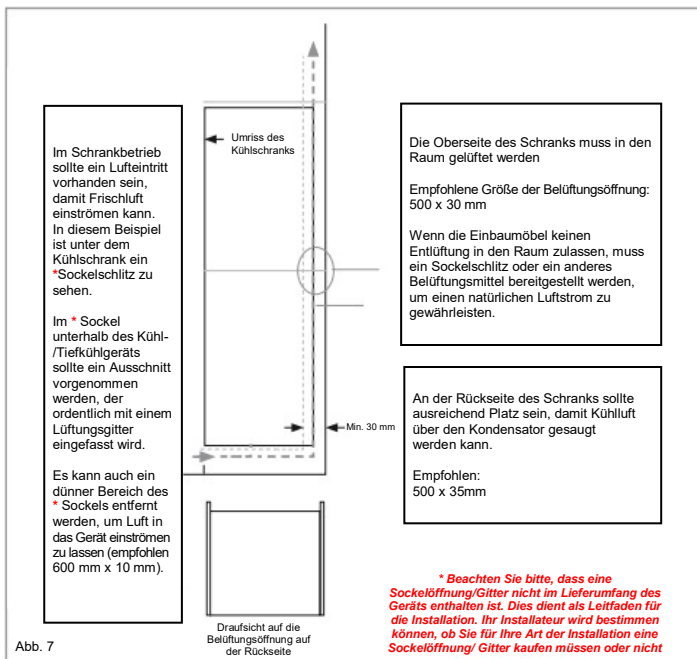 Im Schrankbetrieb
sollte ein Lufteintritt
vorhanden sein,
damit Frischluft
einströmen kann.
In diesem Beispiel
ist unter dem
Kühlschrank ein
*Sockelschlitz zu
sehen.
Im * Sockel
unterhalb des Kühl-
/Tiefkühlgeräts
sollte ein Ausschnitt
vorgenommen
werden, der
ordentlich mit einem
Lüftungsgitter
eingefasst wird.
Es kann auch ein
dünner Bereich des
* Sockels entfernt
werden, um Luft in
das Gerät einströmen
zu lassen (empfohlen
600 mm x 10 mm).
Umriss des
Kühlschranks
Min. 30 mm
Draufsicht auf die
Belüftungsöffnung auf
der Rückseite
Die Oberseite des Schranks muss in den
Raum gelüftet werden
Empfohlene Größe der Belüftungsöffnung:
500 x 30 mm
Wenn die Einbaumöbel keinen
Entlüftung in den Raum zulassen, muss
ein Sockelschlitz oder ein anderes
Belüftungsmittel bereitgestellt werden,
um einen natürlichen Luftstrom zu
gewährleisten.
An der Rückseite des Schranks sollte
ausreichend Platz sein, damit Kühlluft
über den Kondensator gesaugt
werden kann.
Empfohlen:
500 x 35mm
* Beachten Sie bitte, dass eine
Sockelöffnung/Gitter nicht im Lieferumfang des
Geräts enthalten ist. Dies dient als Leitfaden für
die Installation. Ihr Installateur wird bestimmen
können, ob Sie für Ihre Art der Installation eine
Sockelöffnung/ Gitter kaufen müssen oder nicht
Abb. 7